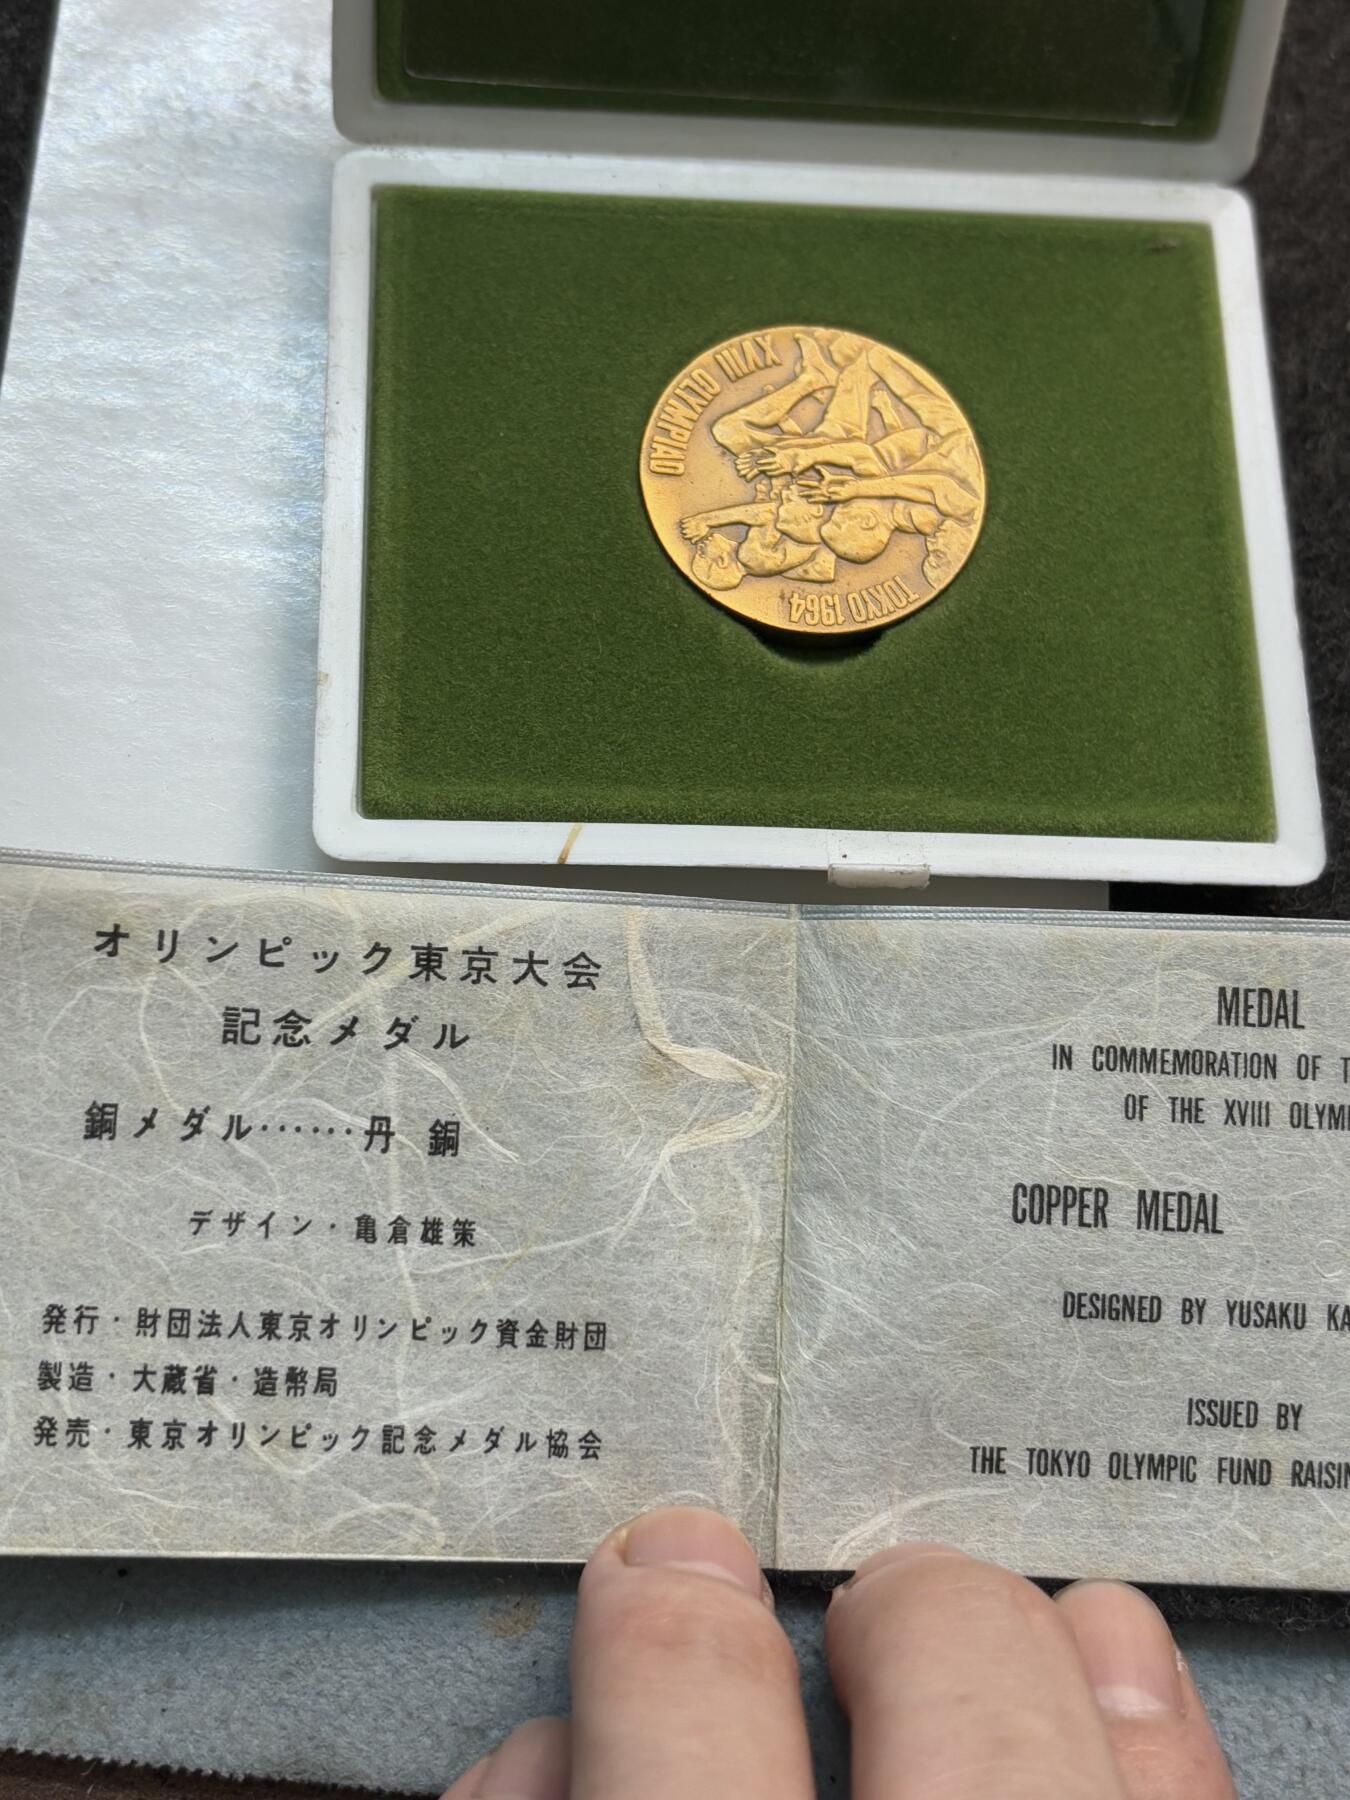 XVIII OLYMPIAD
TOKYO 1964
オリンピック東京大会
記念メダル
銅メダル‥‥‥丹 銅
デザイン・亀倉雄策
発行・財団法人東京オリンピック資金財団
製造・大蔵省・造幣局
発売・東京オリンピック記念メダル協会
MEDAL
IN COMMEMORATION OF
OF THE XVIII
COPPER MEDAL
DESIGNED BY YUSAKU
ISSUED BY
THE TOKYO OLYMPIC FUND